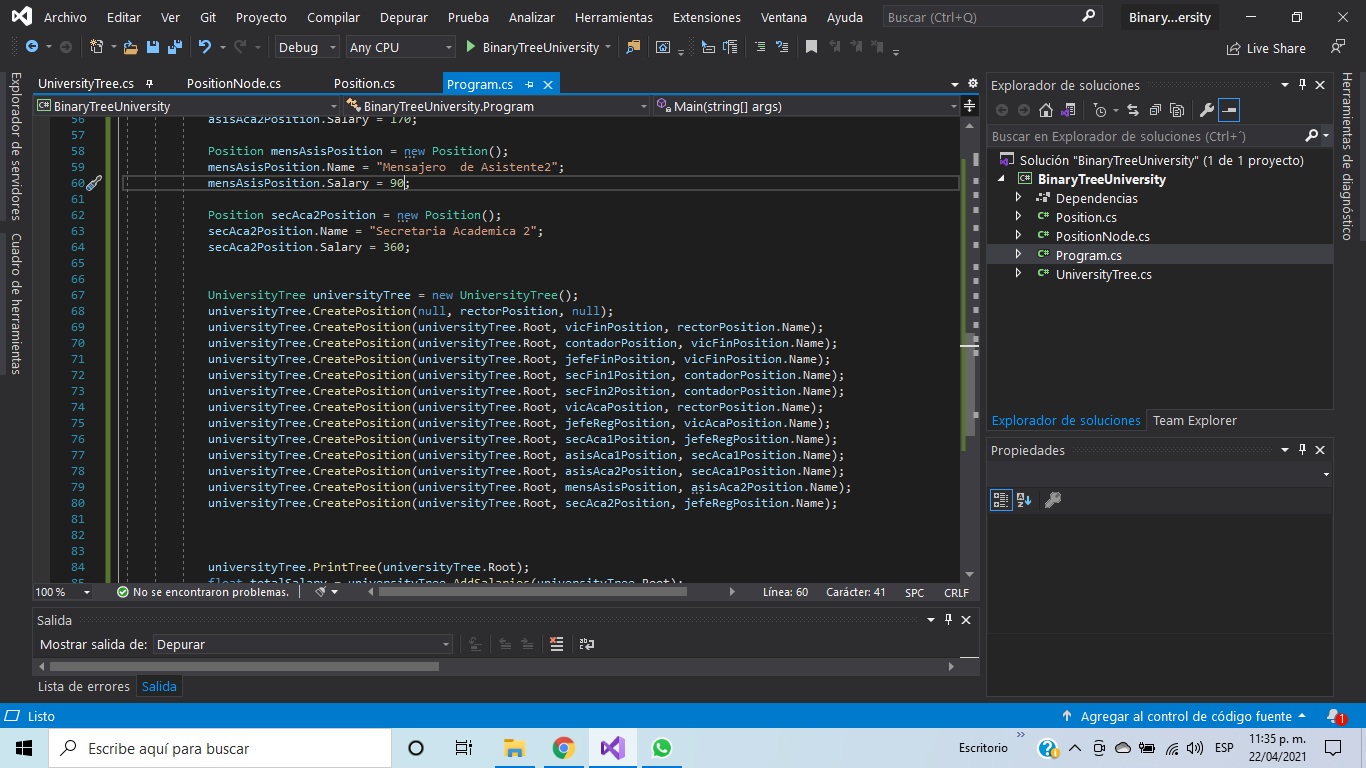 Archivo Editar Ver Git Proyecto Compilar Depurar Prueba Analizar Herramientas Extensiones Ventana Ayuda Buscar (Ctrl+Q) Binary...ersity
Debug Any CPU BinaryTreeUniversity Live Share
Explorador de servidores
Cuadro de herramientas
UniversityTree.cs PositionNode.cs Position.cs Program.cs
BinaryTreeUniversity BinaryTreeUniversity.Program Main(string[] args)
56 asisAca2Position.Salary = 170;
57
58 Position mensAsisPosition = new Position();
59 mensAsisPosition.Name = "Mensajero  de Asistente2";
60 mensAsisPosition.Salary = 90;
61
62 Position secAca2Position = new Position();
63 secAca2Position.Name = "Secretaria Academica 2";
64 secAca2Position.Salary = 360;
65
66
67 UniversityTree universityTree = new UniversityTree();
68 universityTree.CreatePosition(null, rectorPosition, null);
69 universityTree.CreatePosition(universityTree.Root, vicFinPosition, rectorPosition.Name);
70 universityTree.CreatePosition(universityTree.Root, contadorPosition, vicFinPosition.Name);
71 universityTree.CreatePosition(universityTree.Root, jefeFinPosition, vicFinPosition.Name);
72 universityTree.CreatePosition(universityTree.Root, secFin1Position, contadorPosition.Name);
73 universityTree.CreatePosition(universityTree.Root, secFin2Position, contadorPosition.Name);
74 universityTree.CreatePosition(universityTree.Root, vicAcaPosition, rectorPosition.Name);
75 universityTree.CreatePosition(universityTree.Root, jefeRegPosition, vicAcaPosition.Name);
76 universityTree.CreatePosition(universityTree.Root, secAca1Position, jefeRegPosition.Name);
77 universityTree.CreatePosition(universityTree.Root, asisAca1Position, secAca1Position.Name);
78 universityTree.CreatePosition(universityTree.Root, asisAca2Position, secAca1Position.Name);
79 universityTree.CreatePosition(universityTree.Root, mensAsisPosition, asisAca2Position.Name);
80 universityTree.CreatePosition(universityTree.Root, secAca2Position, jefeRegPosition.Name);
81
82
83
84 universityTree.PrintTree(universityTree.Root);
85 float totalSalary = universityTree.AddSalaries(universityTree.Root);
100 % No se encontraron problemas. Línea: 60 Carácter: 41 SPC CRLF
Salida
Mostrar salida de: Depurar
Lista de errores Salida
Explorador de soluciones
Buscar en Explorador de soluciones (Ctrl+´)
Solución "BinaryTreeUniversity" (1 de 1 proyecto)
BinaryTreeUniversity
Dependencias
C# Position.cs
C# PositionNode.cs
C# Program.cs
C# UniversityTree.cs
Explorador de soluciones Team Explorer
Propiedades
Herramientas de diagnóstico
Listo Agregar al control de código fuente 1
Escribe aquí para buscar Escritorio ESP 11:35 p. m.
22/04/2021